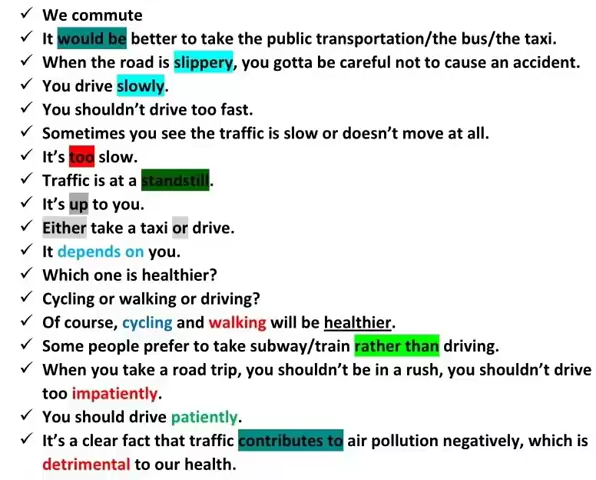 ✓ We commute
✓ It would be better to take the public transportation/the bus/the taxi.
✓ When the road is slippery, you gotta be careful not to cause an accident.
✓ You drive slowly.
✓ You shouldn't drive too fast.
✓ Sometimes you see the traffic is slow or doesn't move at all.
✓ It's too slow.
✓ Traffic is at a standstill.
✓ It's up to you.
✓ Either take a taxi or drive.
✓ It depends on you.
✓ Which one is healthier?
✓ Cycling or walking or driving?
✓ Of course, cycling and walking will be healthier.
✓ Some people prefer to take subway/train rather than driving.
✓ When you take a road trip, you shouldn't be in a rush, you shouldn't drive
too impatiently.
✓ You should drive patiently.
✓ It's a clear fact that traffic contributes to air pollution negatively, which is
detrimental to our health.